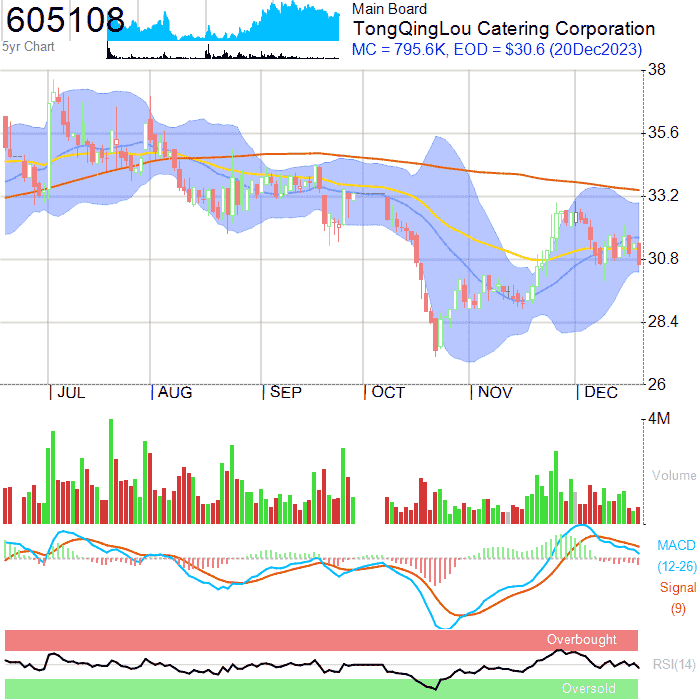 605108
5yr Chart
Main Board
TongQingLou Catering Corporation
MC = 795.6K, EOD = $30.6 (20Dec2023)
38
35.6
33.2
30.8
28.4
26
JUL AUG SEP OCT NOV DEC
4M
Volume
MACD
(12-26)
Signal
(9)
Overbought
RSI(14)
Oversold